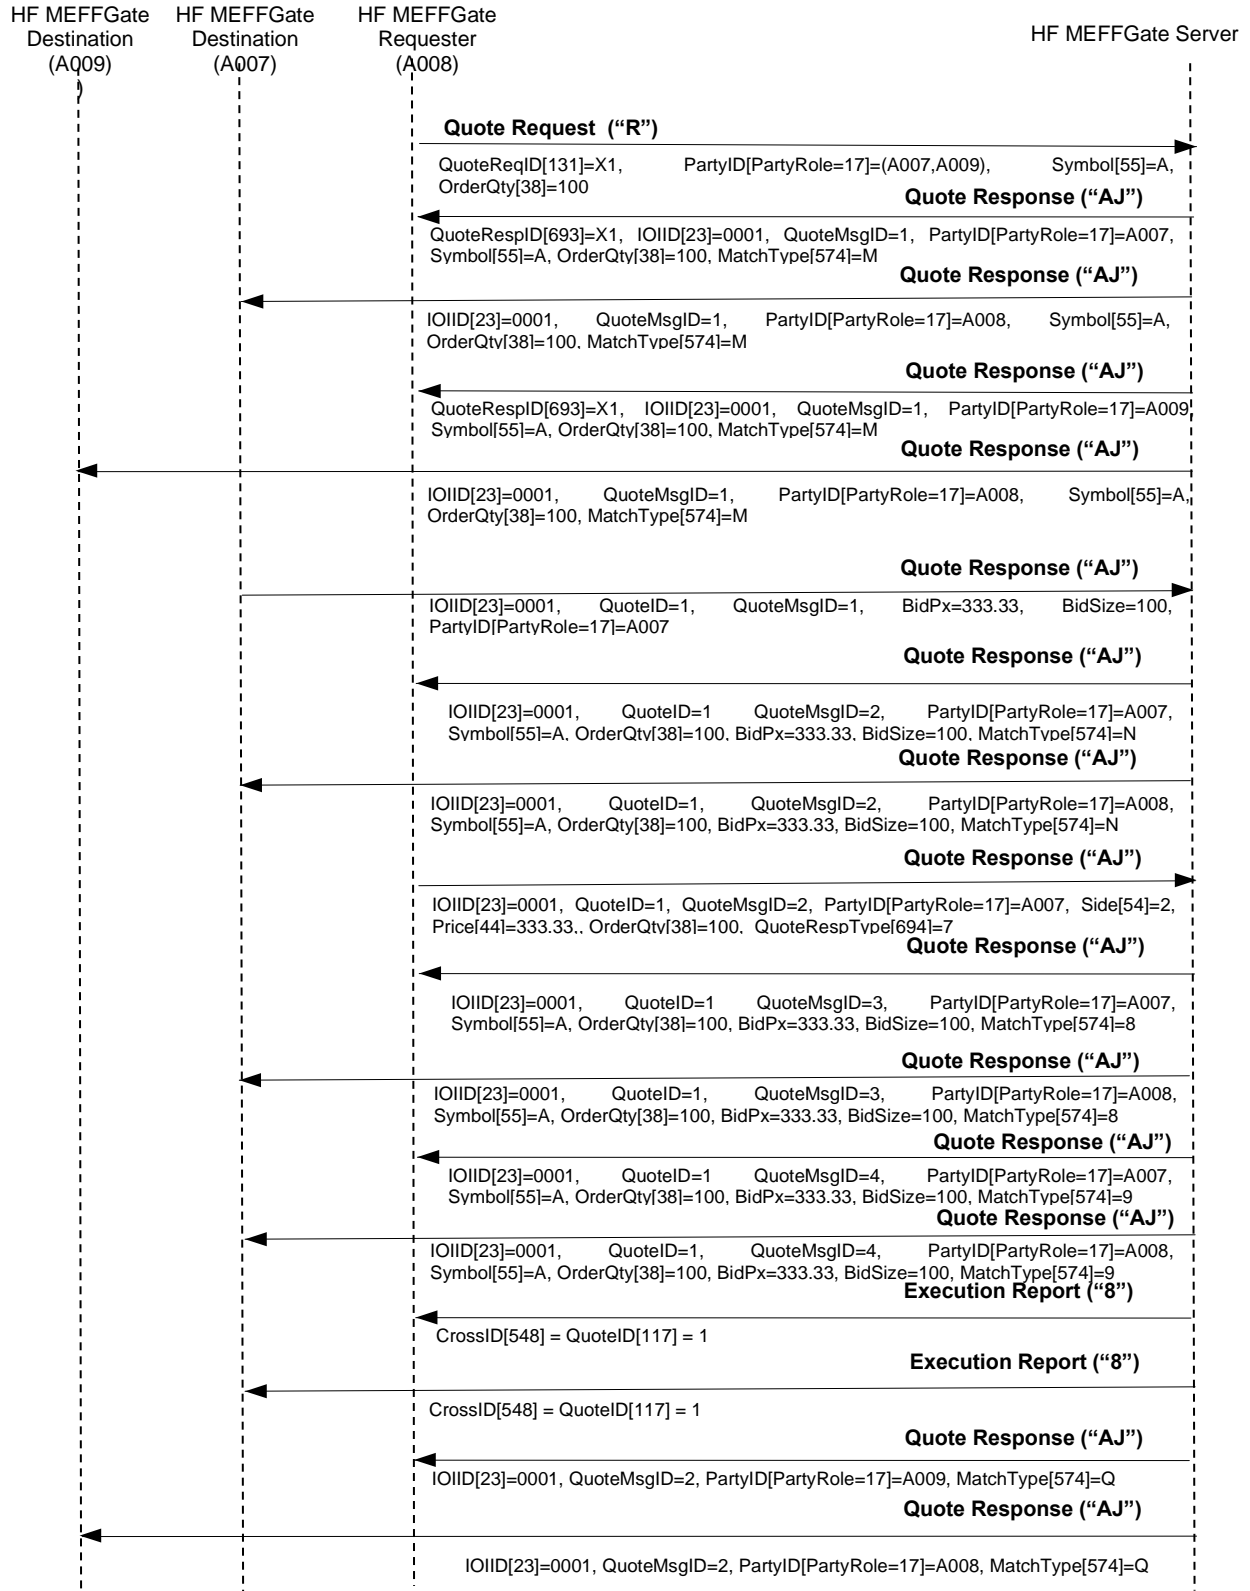 HF MEFFGate
Destination
(A009)
)
HF MEFFGate
Destination
(A007)
HF MEFFGate
Requester
(A008)
HF MEFFGate Server
Quote Request (“R”)
QuoteReqID[131]=X1, PartyID[PartyRole=17]=(A007,A009), Symbol[55]=A,
OrderQty[38]=100
Quote Response (“AJ”)
QuoteRespID[693]=X1, IOIID[23]=0001, QuoteMsgID=1, PartyID[PartyRole=17]=A007,
Symbol[55]=A, OrderQty[38]=100, MatchType[574]=M
Quote Response (“AJ”)
IOIID[23]=0001, QuoteMsgID=1, PartyID[PartyRole=17]=A008, Symbol[55]=A,
OrderQty[38]=100, MatchType[574]=M
Quote Response (“AJ”)
QuoteRespID[693]=X1, IOIID[23]=0001, QuoteMsgID=1, PartyID[PartyRole=17]=A009,
Symbol[55]=A, OrderQty[38]=100, MatchType[574]=M
Quote Response (“AJ”)
IOIID[23]=0001, QuoteMsgID=1, PartyID[PartyRole=17]=A008, Symbol[55]=A,
OrderQty[38]=100, MatchType[574]=M
Quote Response (“AJ”)
IOIID[23]=0001, QuoteID=1, QuoteMsgID=1, BidPx=333.33, BidSize=100,
PartyID[PartyRole=17]=A007
Quote Response (“AJ”)
IOIID[23]=0001, QuoteID=1 QuoteMsgID=2, PartyID[PartyRole=17]=A007,
Symbol[55]=A, OrderQty[38]=100, BidPx=333.33, BidSize=100, MatchType[574]=N
Quote Response (“AJ”)
IOIID[23]=0001, QuoteID=1, QuoteMsgID=2, PartyID[PartyRole=17]=A008,
Symbol[55]=A, OrderQty[38]=100, BidPx=333.33, BidSize=100, MatchType[574]=N
Quote Response (“AJ”)
IOIID[23]=0001, QuoteID=1, QuoteMsgID=2, PartyID[PartyRole=17]=A007, Side[54]=2,
Price[44]=333.33,, OrderQty[38]=100, QuoteRespType[694]=7
Quote Response (“AJ”)
IOIID[23]=0001, QuoteID=1 QuoteMsgID=3, PartyID[PartyRole=17]=A007,
Symbol[55]=A, OrderQty[38]=100, BidPx=333.33, BidSize=100, MatchType[574]=8
Quote Response (“AJ”)
IOIID[23]=0001, QuoteID=1, QuoteMsgID=3, PartyID[PartyRole=17]=A008,
Symbol[55]=A, OrderQty[38]=100, BidPx=333.33, BidSize=100, MatchType[574]=8
Quote Response (“AJ”)
IOIID[23]=0001, QuoteID=1 QuoteMsgID=4, PartyID[PartyRole=17]=A007,
Symbol[55]=A, OrderQty[38]=100, BidPx=333.33, BidSize=100, MatchType[574]=9
Quote Response (“AJ”)
IOIID[23]=0001, QuoteID=1, QuoteMsgID=4, PartyID[PartyRole=17]=A008,
Symbol[55]=A, OrderQty[38]=100, BidPx=333.33, BidSize=100, MatchType[574]=9
Execution Report (“8”)
CrossID[548] = QuoteID[117] = 1
Execution Report (“8”)
CrossID[548] = QuoteID[117] = 1
Quote Response (“AJ”)
IOIID[23]=0001, QuoteMsgID=2, PartyID[PartyRole=17]=A009, MatchType[574]=Q
Quote Response (“AJ”)
IOIID[23]=0001, QuoteMsgID=2, PartyID[PartyRole=17]=A008, MatchType[574]=Q